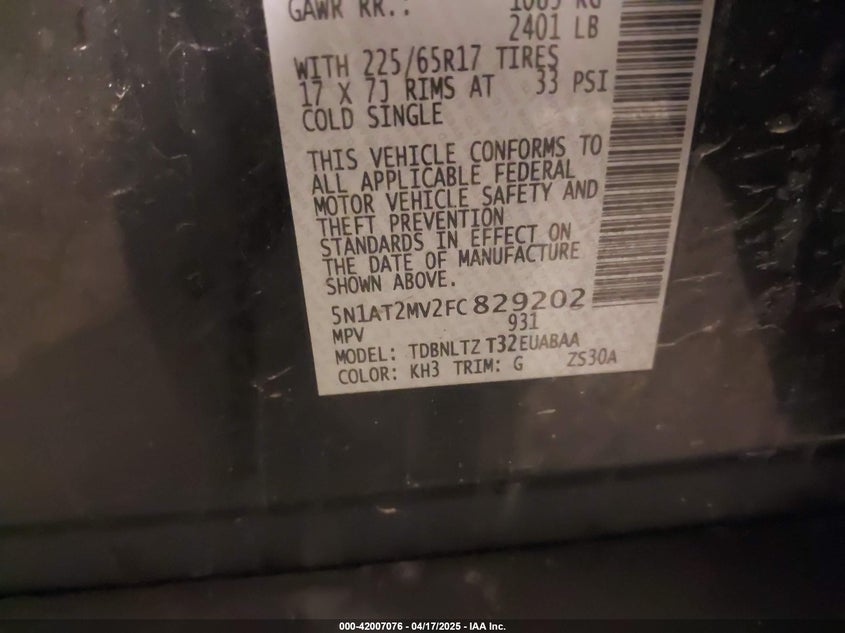 GAWR RR.: 1089 KG
2401 LB
WITH 225/65R17 TIRES
17 X 7J RIMS AT 33 PSI
COLD SINGLE
THIS VEHICLE CONFORMS TO
ALL APPLICABLE FEDERAL
MOTOR VEHICLE SAFETY AND
THEFT PREVENTION
STANDARDS IN EFFECT ON
THE DATE OF MANUFACTURE
SHOWN ABOVE.
5N1AT2MV2FC829202
MPV 931
MODEL: TDBNLTZ T32EUABAA
COLOR: KH3 TRIM: G ZS30A
000-42007076 - 04/17/2025 - IAA Inc.